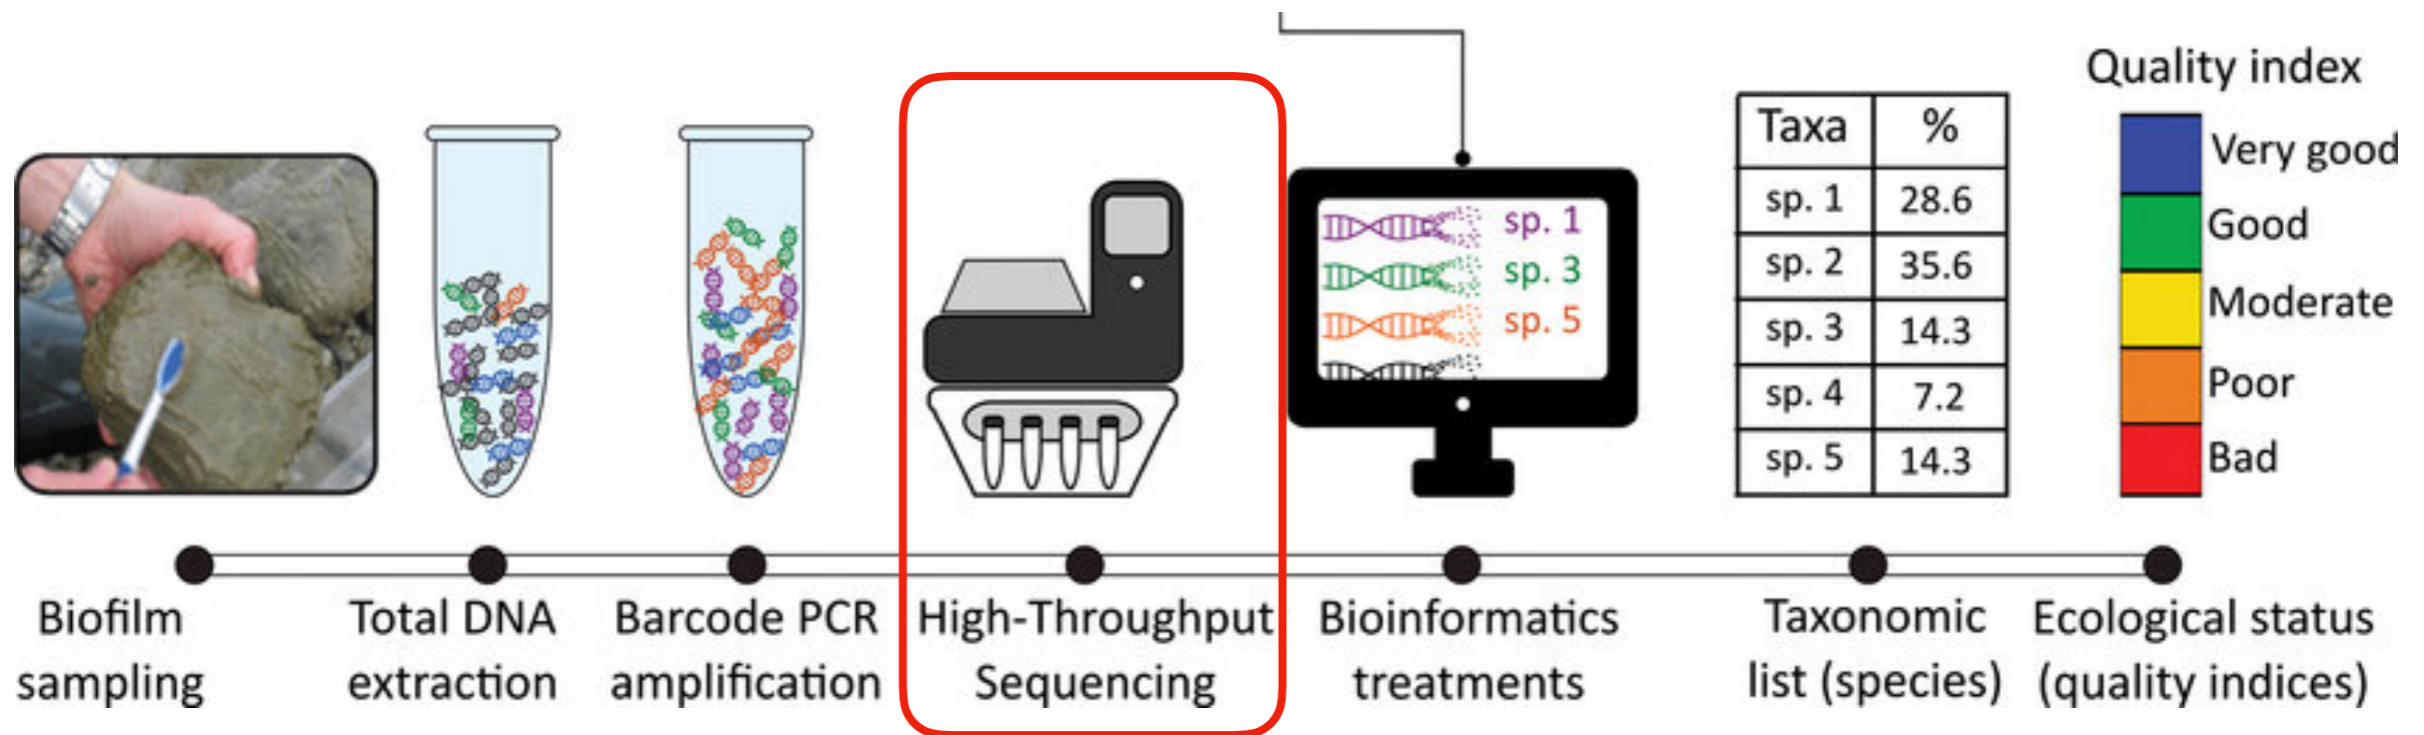 Quality index
Very good
Good
Moderate
Poor
Bad
Taxa %
sp. 1 28.6
sp. 2 35.6
sp. 3 14.3
sp. 4 7.2
sp. 5 14.3
sp. 1
sp. 3
sp. 5
Biofilm
sampling
Total DNA
extraction
Barcode PCR
amplification
High-Throughput
Sequencing
Bioinformatics
treatments
Taxonomic
list (species)
Ecological status
(quality indices)